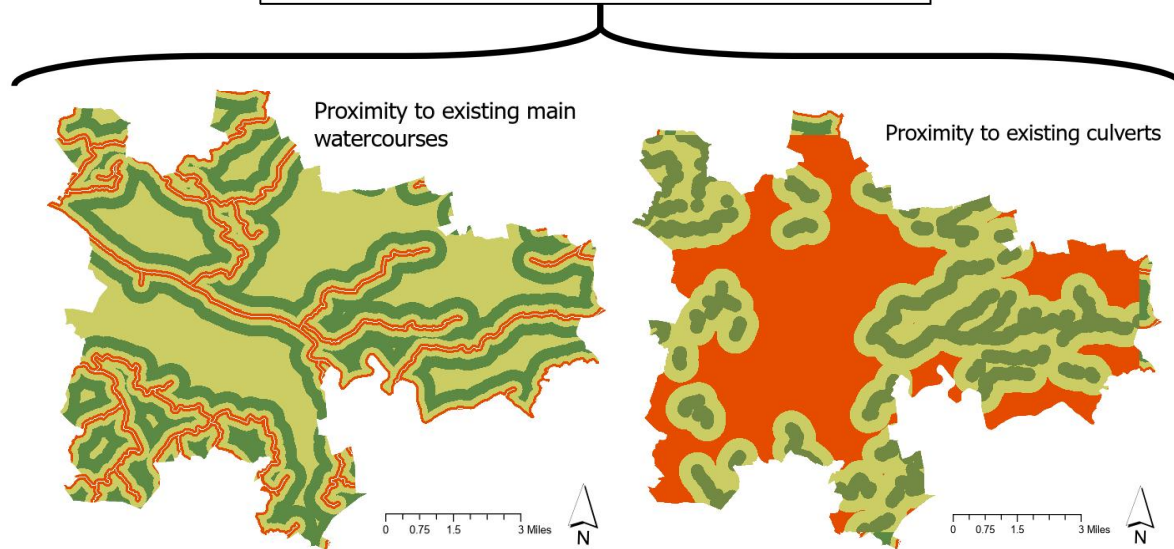 Proximity to existing main
watercourses
Proximity to existing culverts
0 0.75 1.5 3 Miles
N
0 0.75 1.5 3 Miles
N